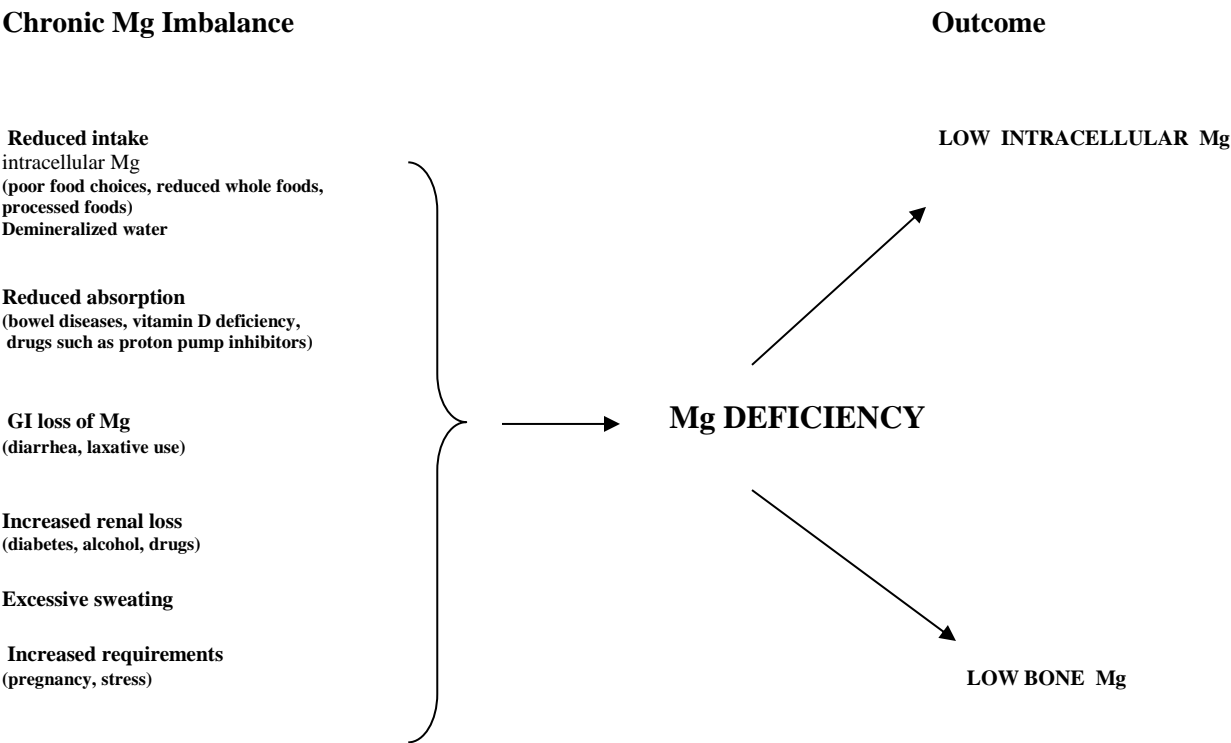 Chronic Mg Imbalance
Outcome
Reduced intake
intracellular Mg
(poor food choices, reduced whole foods,
processed foods)
Demineralized water
LOW INTRACELLULAR Mg
Reduced absorption
(bowel diseases, vitamin D deficiency,
drugs such as proton pump inhibitors)
GI loss of Mg
(diarrhea, laxative use)
Mg DEFICIENCY
Increased renal loss
(diabetes, alcohol, drugs)
Excessive sweating
Increased requirements
(pregnancy, stress)
LOW BONE Mg